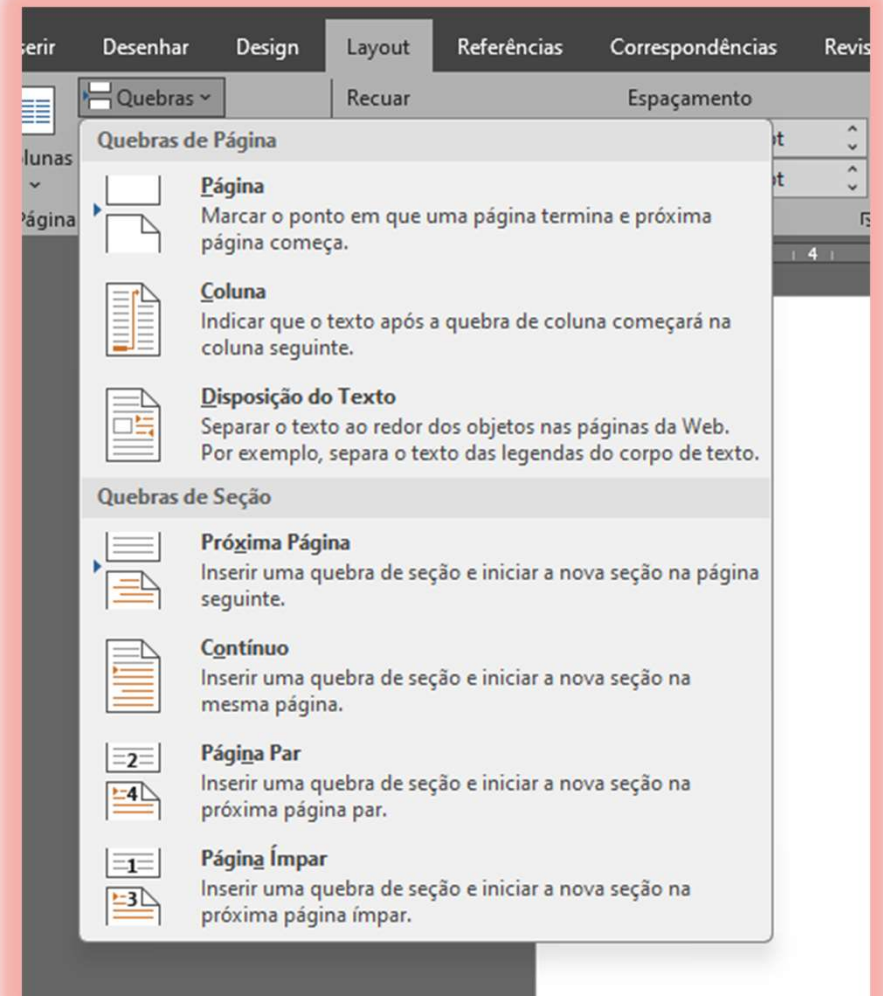 serir Desenhar Design Layout Referências Correspondências Revis
Quebras Recuar Espaçamento
lunas
Página
Quebras de Página
Página
Marcar o ponto em que uma página termina e próxima
página começa.
Coluna
Indicar que o texto após a quebra de coluna começará na
coluna seguinte.
Disposição do Texto
Separar o texto ao redor dos objetos nas páginas da Web.
Por exemplo, separa o texto das legendas do corpo de texto.
Quebras de Seção
Próxima Página
Inserir uma quebra de seção e iniciar a nova seção na página
seguinte.
Contínuo
Inserir uma quebra de seção e iniciar a nova seção na
mesma página.
2
4
Página Par
Inserir uma quebra de seção e iniciar a nova seção na
próxima página par.
1
3
Página Ímpar
Inserir uma quebra de seção e iniciar a nova seção na
próxima página ímpar.
4